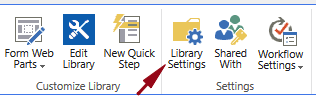 Form Web Parts
Edit Library
New Quick Step
Library Settings
Shared With
Workflow Settings
Customize Library
Settings